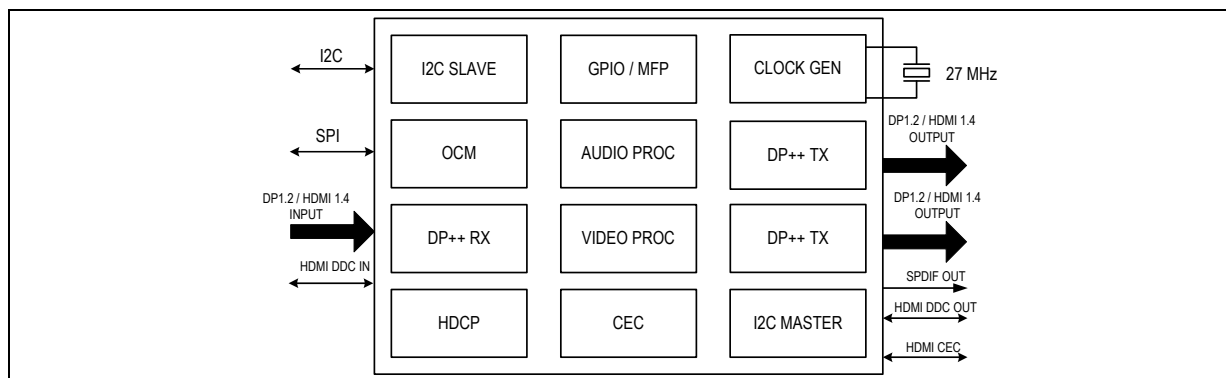 I2C
I2C SLAVE
GPIO / MFP
CLOCK GEN
27 MHz
SPI
OCM
AUDIO PROC
DP++ TX
DP1.2 / HDMI 1.4
OUTPUT
DP1.2 / HDMI 1.4
INPUT
DP++ RX
VIDEO PROC
DP++ TX
DP1.2 / HDMI 1.4
OUTPUT
HDMI DDC IN
SPDIF OUT
HDCP
CEC
I2C MASTER
HDMI DDC OUT
HDMI CEC